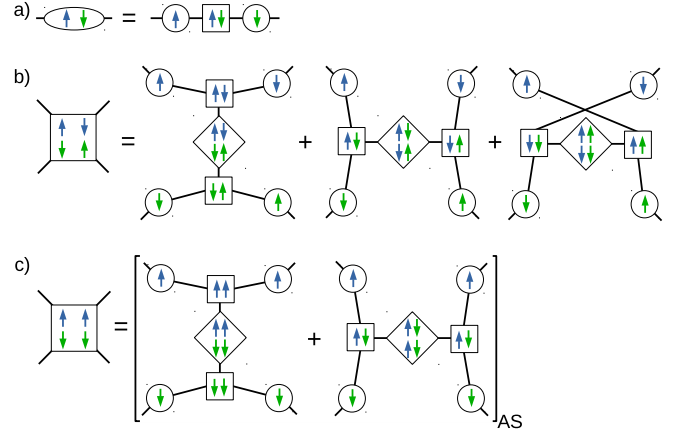 a) =
b) = + +
c) = + AS